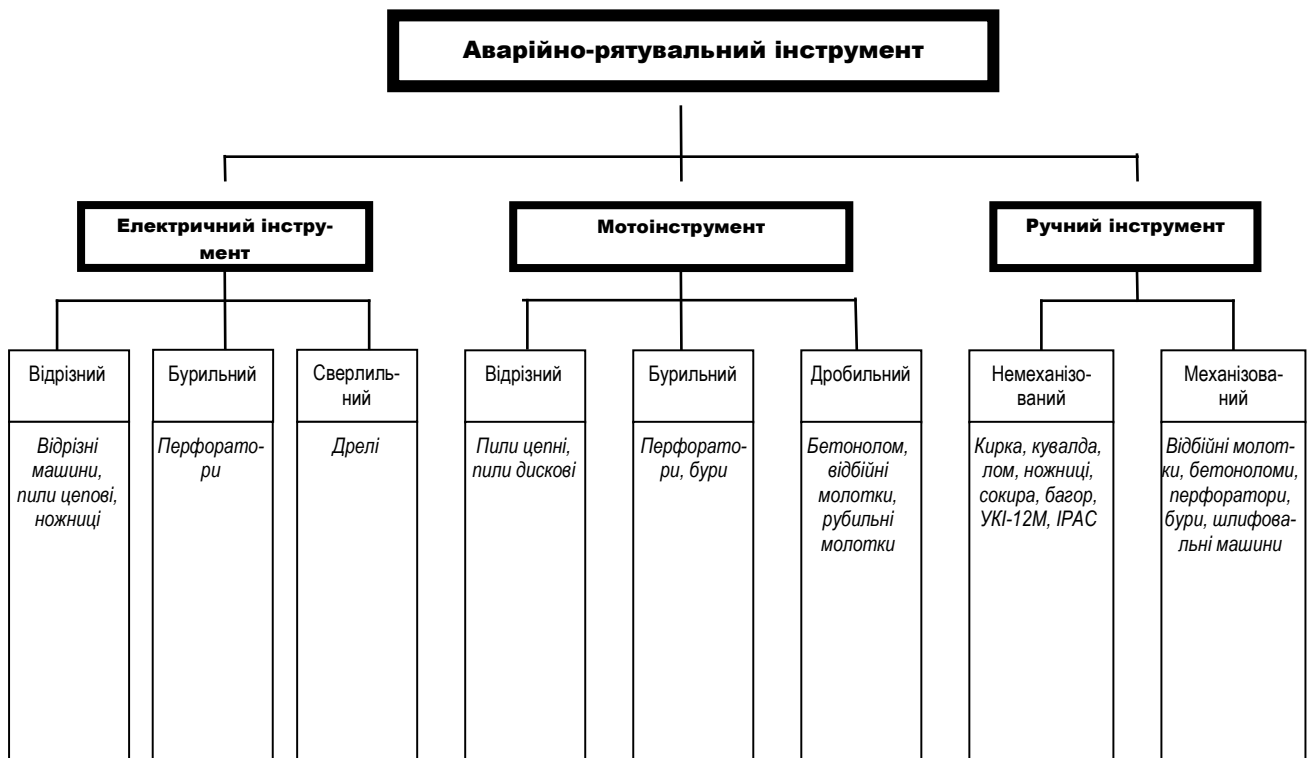 Аварійно-рятувальний інструмент
Електричний інстру-
мент
Мотоінструмент
Ручний інструмент
Відрізний
Бурильний
Сверлиль-
ний
Відрізний
Бурильний
Дробильний
Немеханізо-
ваний
Механізова-
ний
Відрізні
машини,
пили цепові,
ножниці
Перфорато-
ри
Дрелі
Пили цепні,
пили дискові
Перфорато-
ри, бури
Бетонолом,
відбійні
молотки,
рубильні
молотки
Кирка, кувалда,
лом, ножниці,
сокира, багор,
УКІ-12М, ІРАС
Відбійні молот-
ки, бетоноломи,
перфоратори,
бури, шлифова-
льні машини